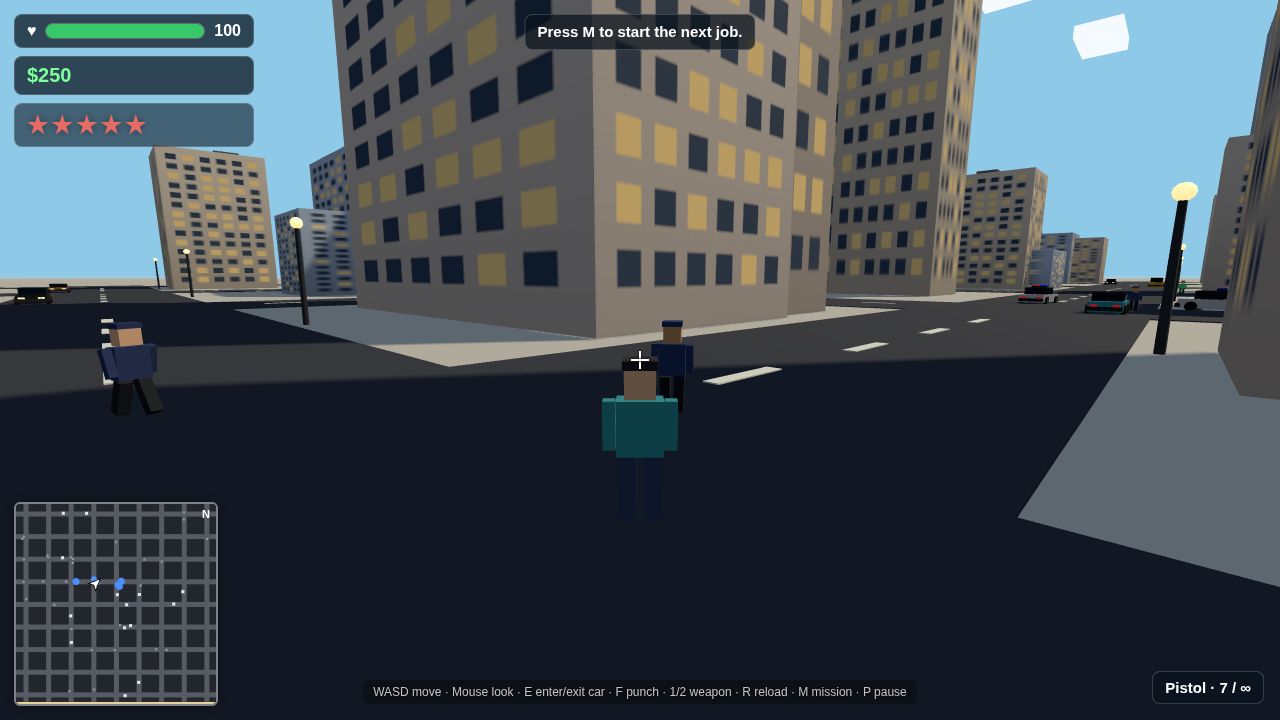 Press M to start the next job.
♥ 100
$250
★★★★★
N
WASD move · Mouse look · E enter/exit car · F punch · 1/2 weapon · R reload · M mission · P pause
Pistol · 7 / ∞